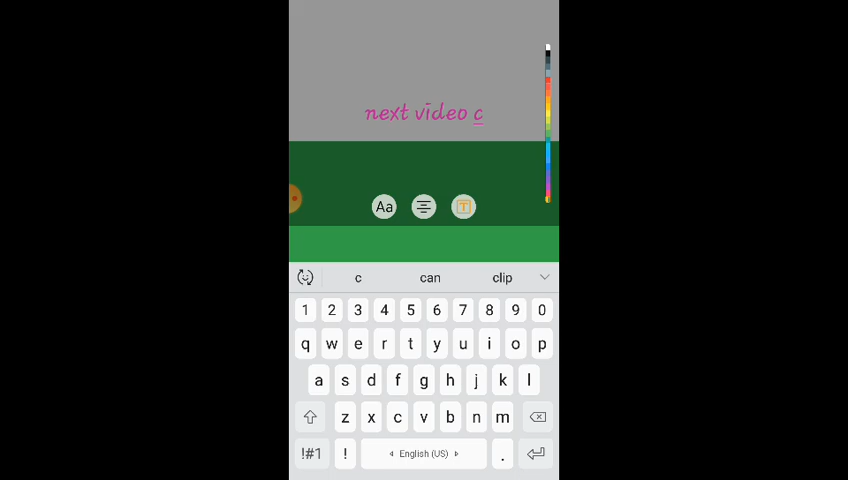 next video c
Aa
T
c can clip
1 2 3 4 5 6 7 8 9 0
q w e r t y u i o p
a s d f g h j k l
z x c v b n m
!#1 ! English (US) .